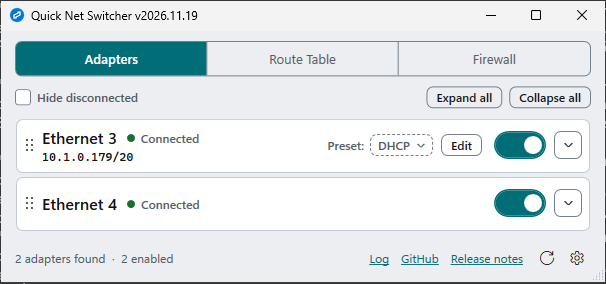 Quick Net Switcher v2026.11.19
Adapters Route Table Firewall
Hide disconnected Expand all Collapse all
Ethernet 3 Connected Preset: DHCP Edit
10.1.0.179/20
Ethernet 4 Connected
2 adapters found · 2 enabled Log GitHub Release notes